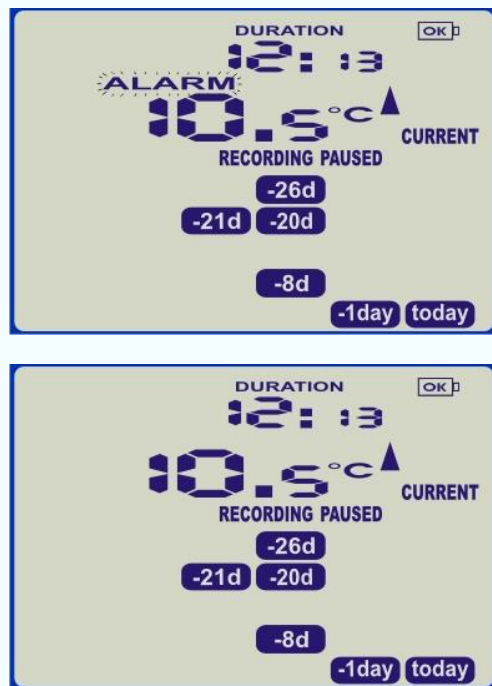 DURATION OK
12:13
ALARM
10.5°C
CURRENT
RECORDING PAUSED
-26d
-21d -20d
-8d
-1day today
DURATION OK
12:13
10.5°C
CURRENT
RECORDING PAUSED
-26d
-21d -20d
-8d
-1day today